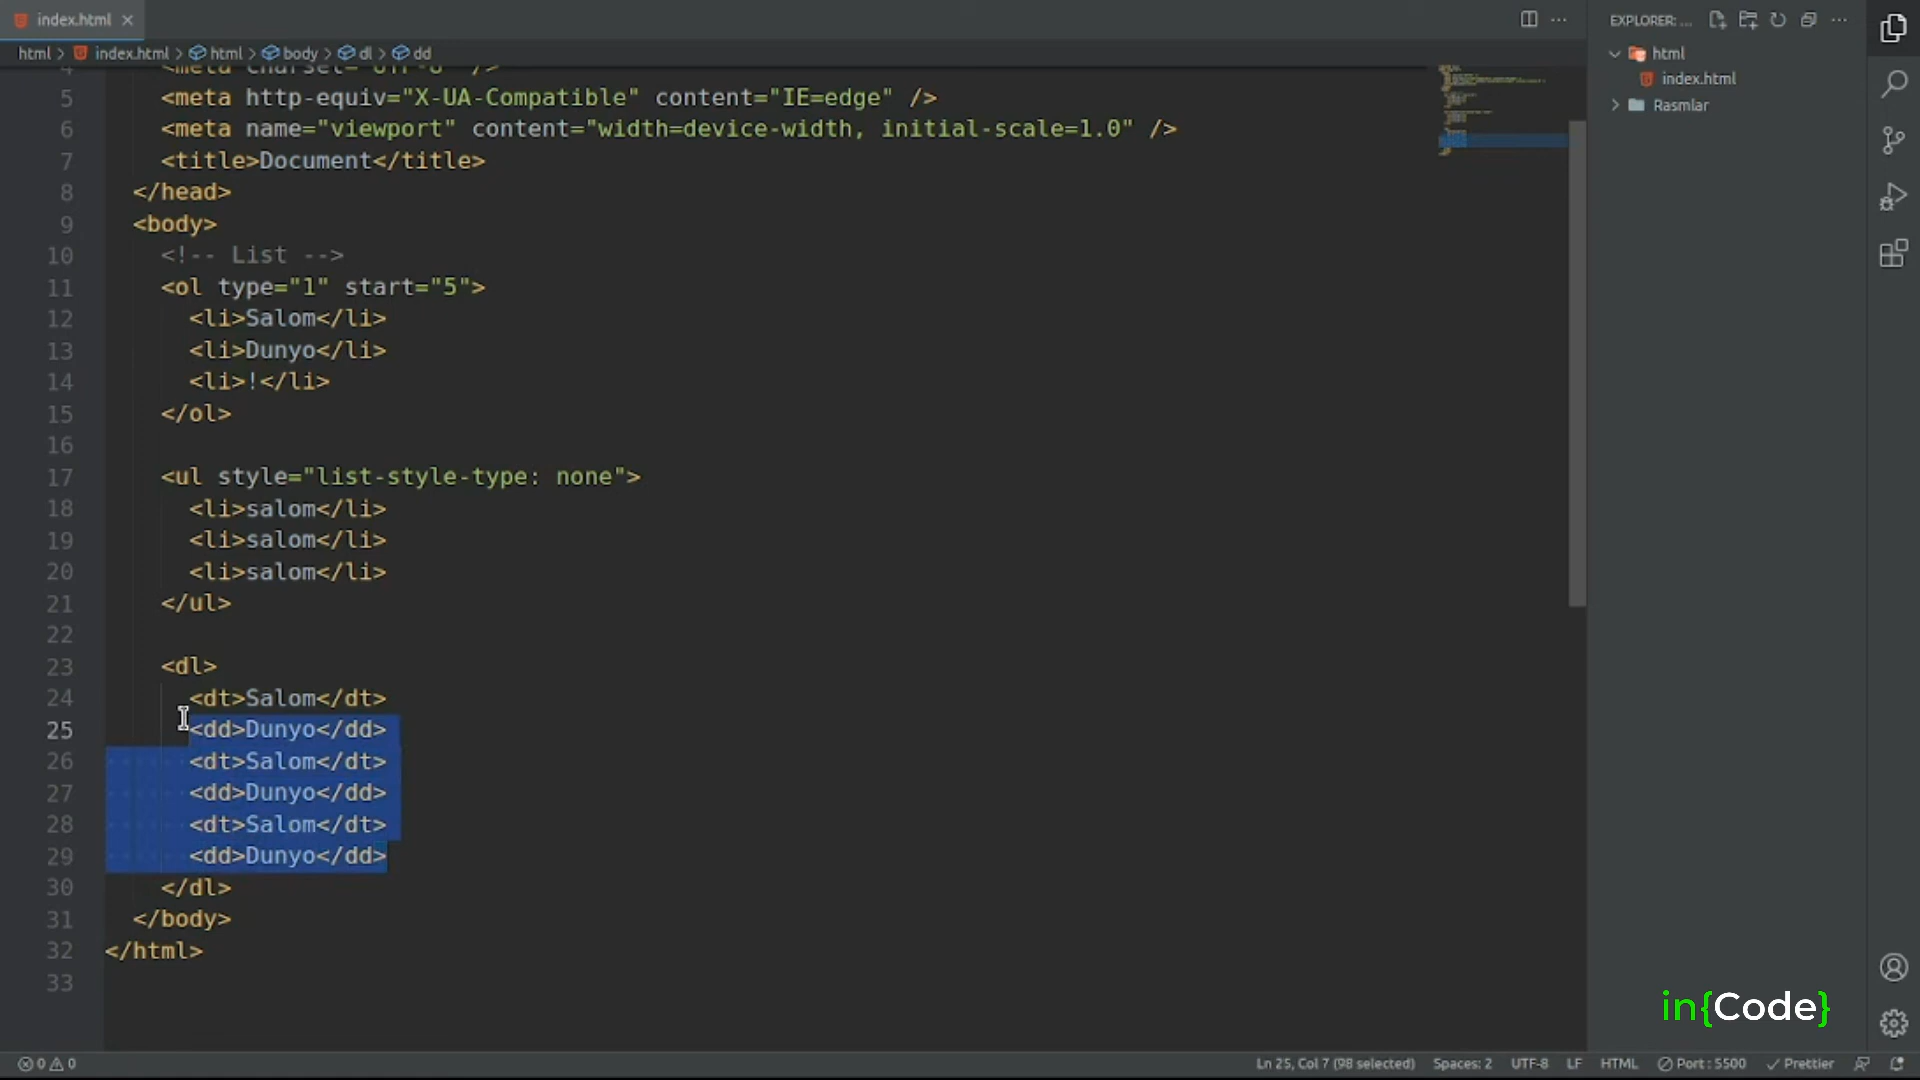 index.html
EXPLORER: ...
html > index.html > html > body > dl > dd
html
index.html
Rasmlar
4 <meta charset="utf-8" />
5 <meta http-equiv="X-UA-Compatible" content="IE=edge" />
6 <meta name="viewport" content="width=device-width, initial-scale=1.0" />
7 <title>Document</title>
8 </head>
9 <body>
10 <!-- List -->
11 <ol type="1" start="5">
12 <li>Salom</li>
13 <li>Dunyo</li>
14 <li>!</li>
15 </ol>
16
17 <ul style="list-style-type: none">
18 <li>salom</li>
19 <li>salom</li>
20 <li>salom</li>
21 </ul>
22
23 <dl>
24 <dt>Salom</dt>
25 <dd>Dunyo</dd>
26 <dt>Salom</dt>
27 <dd>Dunyo</dd>
28 <dt>Salom</dt>
29 <dd>Dunyo</dd>
30 </dl>
31 </body>
32 </html>
33
in{Code}
0 0
Ln 25, Col 7 (98 selected) Spaces: 2 UTF-8 LF HTML Port : 5500 Prettier